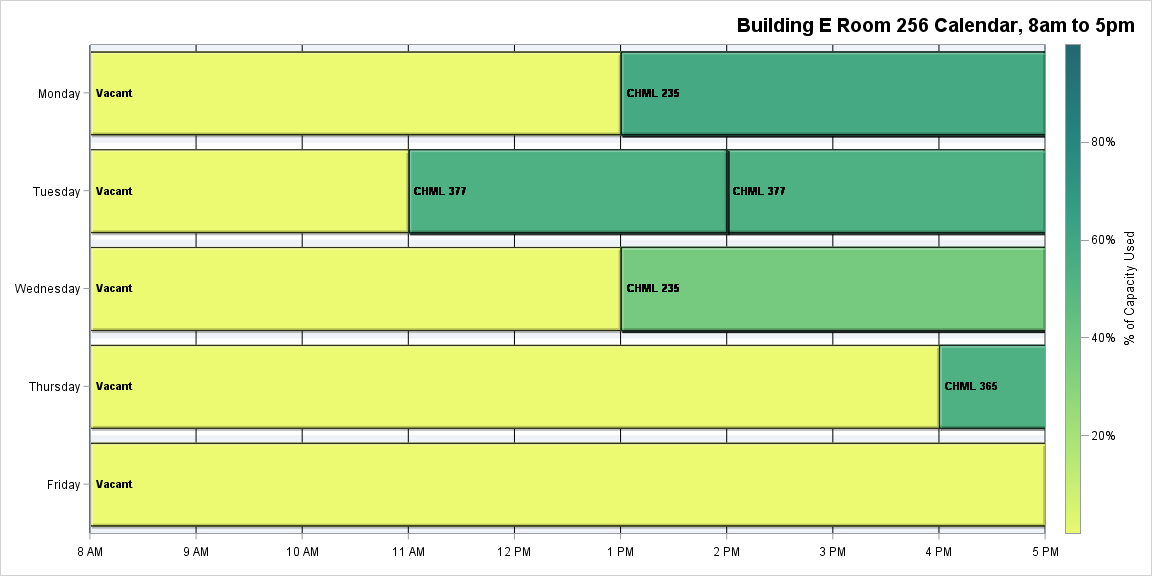 Building E Room 256 Calendar, 8am to 5pm
Monday
Vacant
CHML 235
Tuesday
Vacant
CHML 377
CHML 377
Wednesday
Vacant
CHML 235
Thursday
Vacant
CHML 365
Friday
Vacant
8 AM
9 AM
10 AM
11 AM
12 PM
1 PM
2 PM
3 PM
4 PM
5 PM
80%
60%
40%
20%
% of Capacity Used